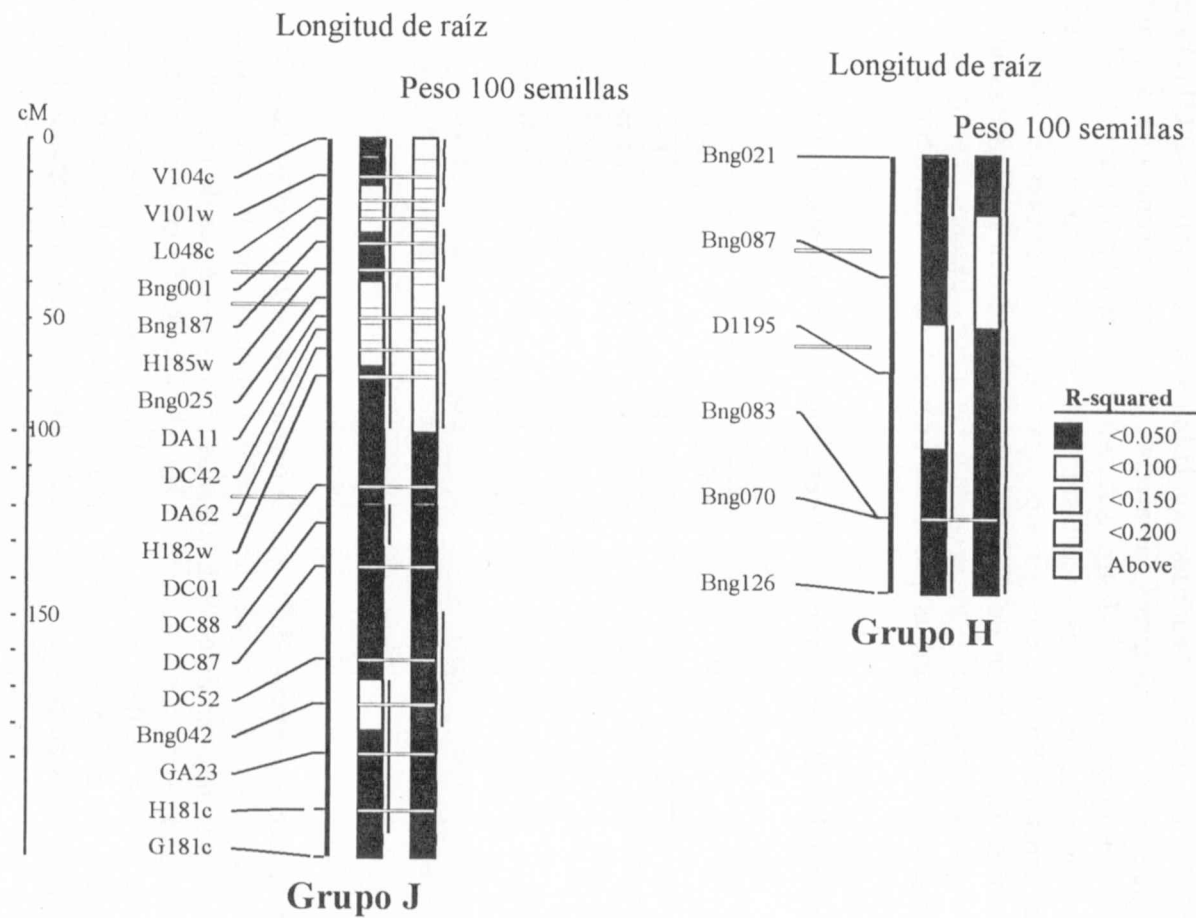 Longitud de raíz
Peso 100 semillas
cM
0
50
100
150
V104c
V101w
L048c
Bng001
Bng187
H185w
Bng025
DA11
DC42
DA62
H182w
DC01
DC88
DC87
DC52
Bng042
GA23
H181c
G181c
Grupo J
Longitud de raíz
Peso 100 semillas
Bng021
Bng087
D1195
Bng083
Bng070
Bng126
Grupo H
R-squared
<0.050
<0.100
<0.150
<0.200
Above